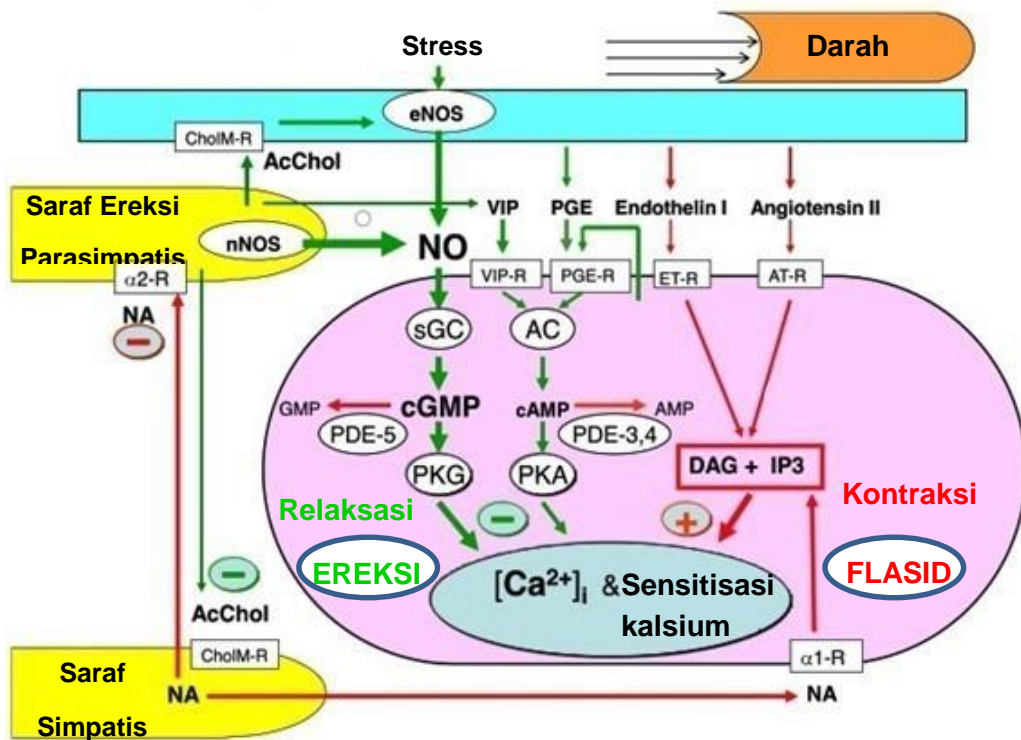 Stress
Darah
eNOS
CholM-R
AcChol
Saraf Ereksi
Parasimpatis
nNOS
NO
VIP
PGE
Endothelin I
Angiotensin II
α2-R
NA
−
VIP-R
PGE-R
ET-R
AT-R
sGC
AC
GMP
cGMP
cAMP
AMP
PDE-5
PDE-3,4
PKG
PKA
DAG + IP3
Relaksasi
Kontraksi
−
+
EREKSI
FLASID
[Ca²⁺]ᵢ &Sensitisasi
kalsium
−
AcChol
CholM-R
α1-R
Saraf
NA
NA
Simpatis